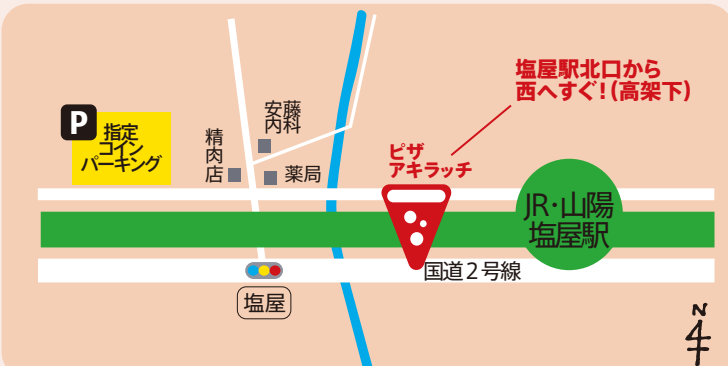 塩屋駅北口から
西へすぐ!(高架下)
P
指定
コイン
パーキング
安藤
内科
精肉店
薬局
ピザ
アキラッチ
JR・山陽
塩屋駅
国道2号線
塩屋
N